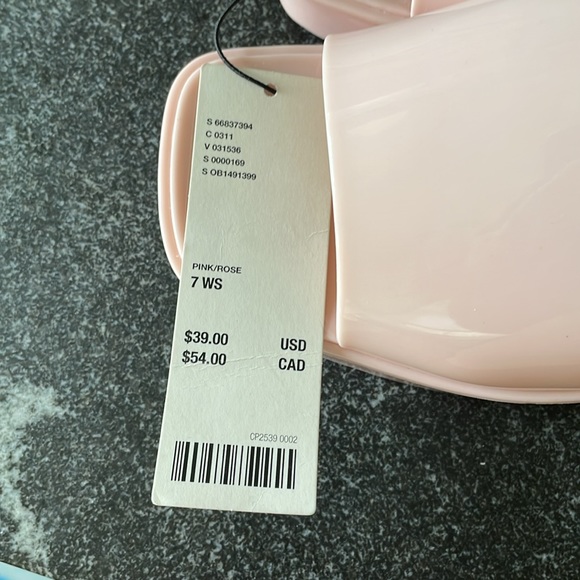 S 66837394
C 0311
V 031536
S 0000169
S OB1491399
PINK/ROSE
7 WS
$39.00 USD
$54.00 CAD
CP2539 0002